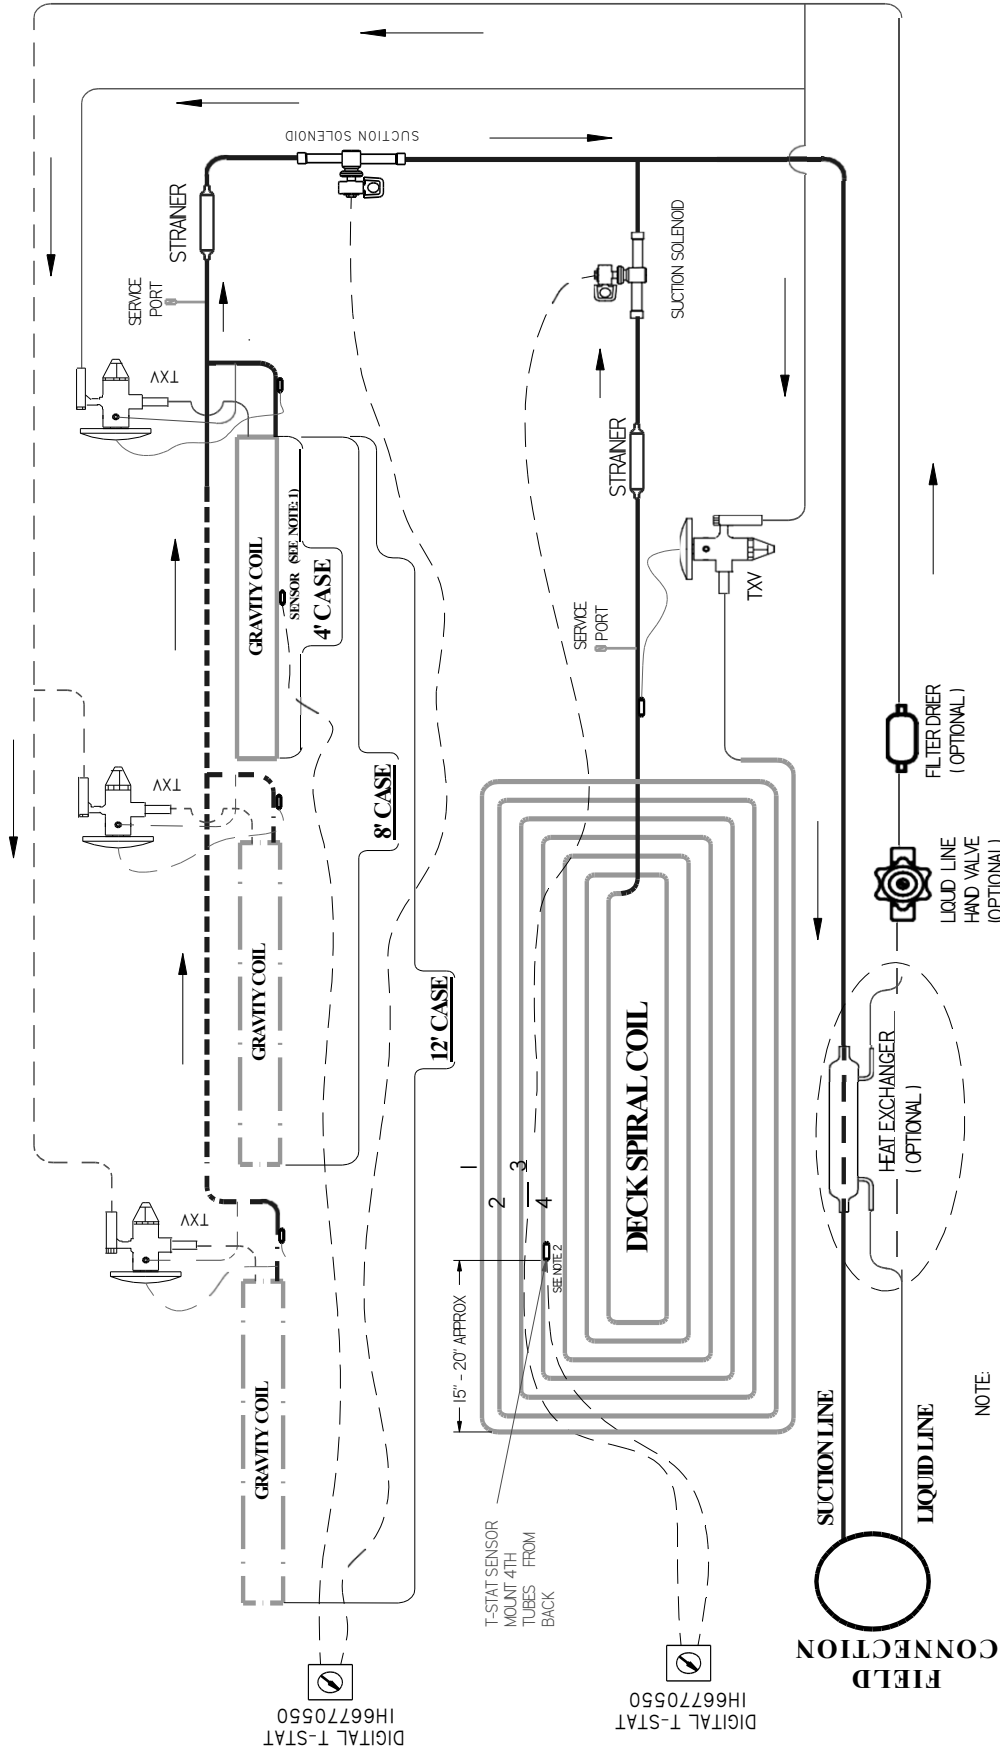 SUCTION SOLENOID
STRANER
SERVICE
PORT
TXV
GRAVITY COIL
SENSOR (SEE NOTE: 1)
4' CASE
TXV
8' CASE
GRAVITY COIL
12' CASE
TXV
GRAVITY COIL
DIGITAL T-STAT
IH66770550
SUCTION SOLENOID
STRANER
SERVICE
PORT
TXV
DECK SPIRAL COIL
1
2
3
4
SEE NOTE 2
15" - 20" APPROX
T-STAT SENSOR
MOUNT 4TH
TUBES FROM
BACK
DIGITAL T-STAT
IH66770550
FILTER DRIER
(OPTIONAL)
LIQUID LINE
HAND VALVE
(OPTIONAL)
HEAT EXCHANGER
(OPTIONAL)
SUCTION LINE
LIQUID LINE
FIELD
CONNECTION
NOTE: